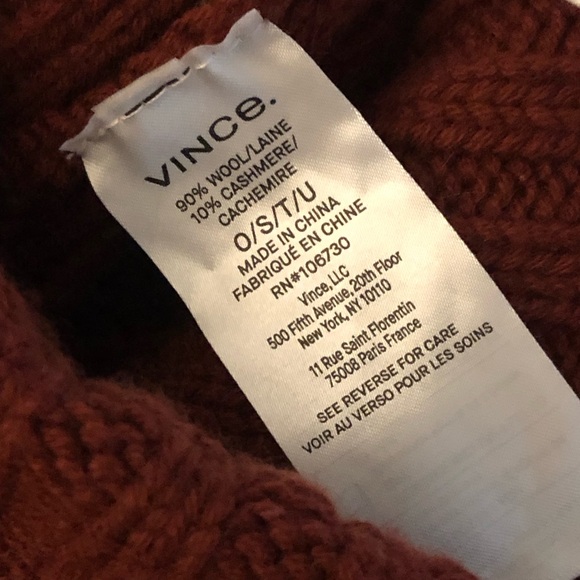 VINCE.
90% WOOL/LAINE
10% CASHMERE/
CACHEMIRE
O/S/T/U
MADE IN CHINA
FABRIQUÉ EN CHINE
RN#106730
Vince, LLC
500 Fifth Avenue, 20th Floor
New York, NY 10110
11 Rue Saint Florentin
75008 Paris France
SEE REVERSE FOR CARE
VOIR AU VERSO POUR LES SOINS